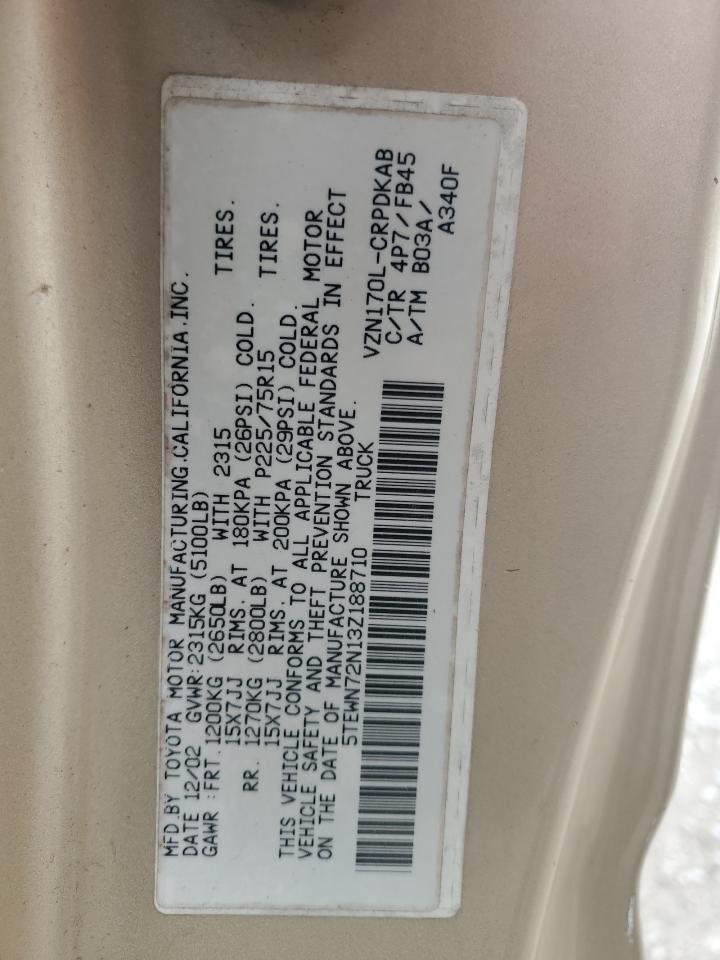 MFD.BY TOYOTA MOTOR MANUFACTURING.CALIFORNIA.INC.
DATE 12/02 GVWR:2315KG (5100LB)
GAWR :FRT.1200KG (2650LB) WITH 2315 TIRES.
15X7JJ RIMS. AT 180KPA (26PSI) COLD.
RR. 1270KG (2800LB) WITH P225/75R15 TIRES.
15X7JJ RIMS. AT 200KPA (29PSI) COLD.
THIS VEHICLE CONFORMS TO ALL APPLICABLE FEDERAL MOTOR
VEHICLE SAFETY AND THEFT PREVENTION STANDARDS IN EFFECT
ON THE DATE OF MANUFACTURE SHOWN ABOVE.
5TEWN72N13Z188710 TRUCK
VZN170L-CRPDKAB
C/TR 4P7/FB45
A/TM B03A/
A340F